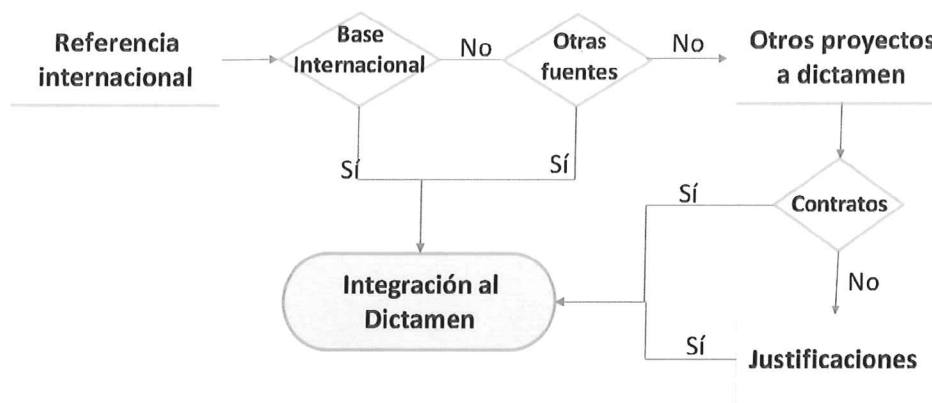 Referencia
internacional
Base
Internacional
No
Otras
fuentes
No
Otros proyectos
a dictamen
Sí
Sí
Sí
Contratos
Integración al
Dictamen
No
Sí
Justificaciones